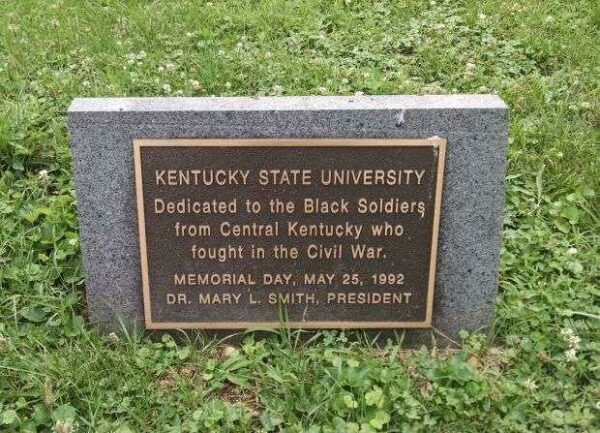 KENTUCKY STATE UNIVERSITY
Dedicated to the Black Soldiers
from Central Kentucky who
fought in the Civil War.
MEMORIAL DAY, MAY 25, 1992
DR. MARY L. SMITH, PRESIDENT